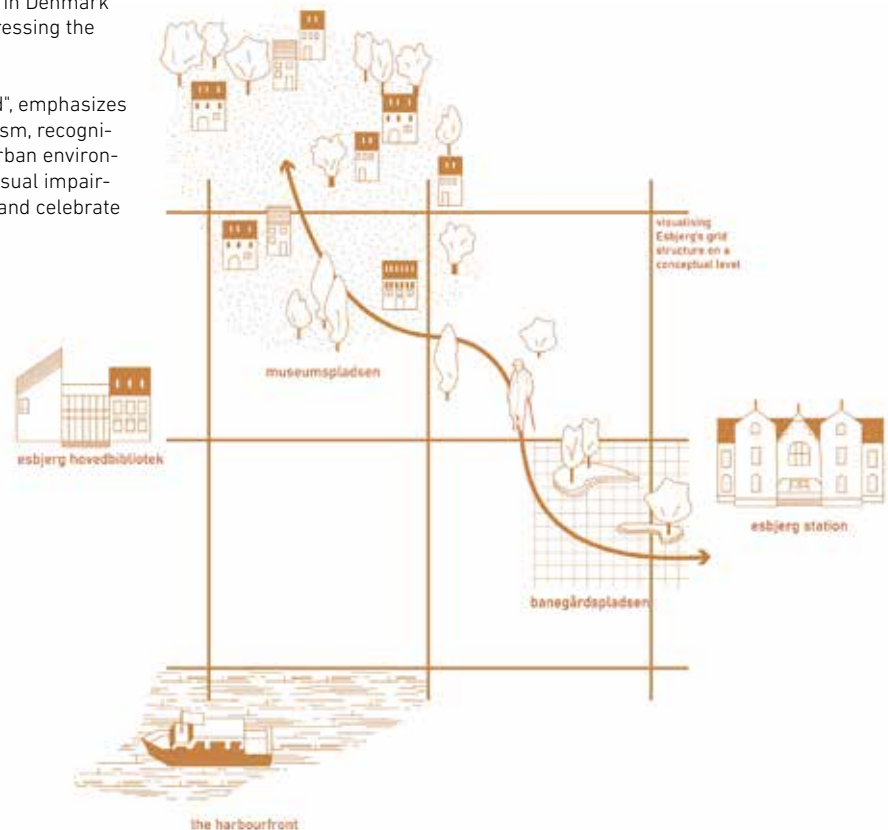 in Denmark
ressing the
d", emphasizes
ism, recogni-
rban environ-
sual impair-
and celebrate
visualising
Esbjerg's grid
structure on a
conceptual level
museumspladsen
esbjerg hovedbibliotek
esbjerg station
banegårdspladsen
the harbourfront